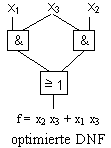 x₁ x₃ x₂
& &
≥ 1
f = x₂ x₃ + x₁ x₃
optimierte DNF